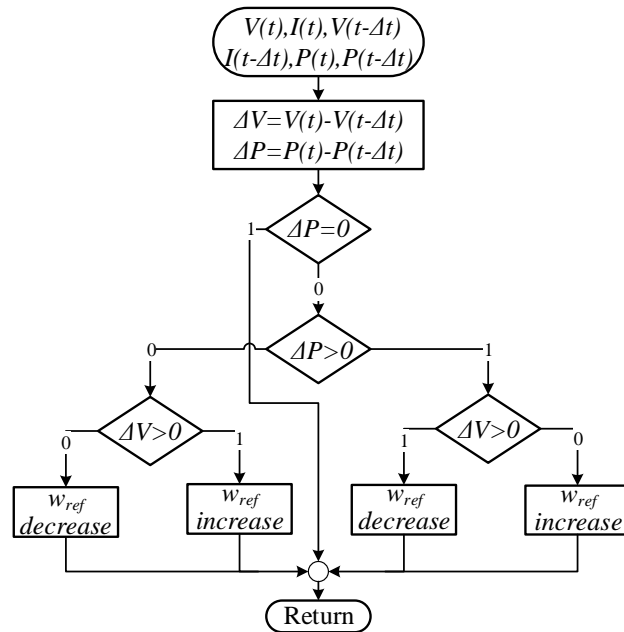 V(t),I(t),V(t-Δt)
I(t-Δt),P(t),P(t-Δt)
ΔV=V(t)-V(t-Δt)
ΔP=P(t)-P(t-Δt)
1
ΔP=0
0
0
ΔP>0
1
0
ΔV>0
1
1
ΔV>0
0
w_ref
decrease
w_ref
increase
w_ref
decrease
w_ref
increase
Return